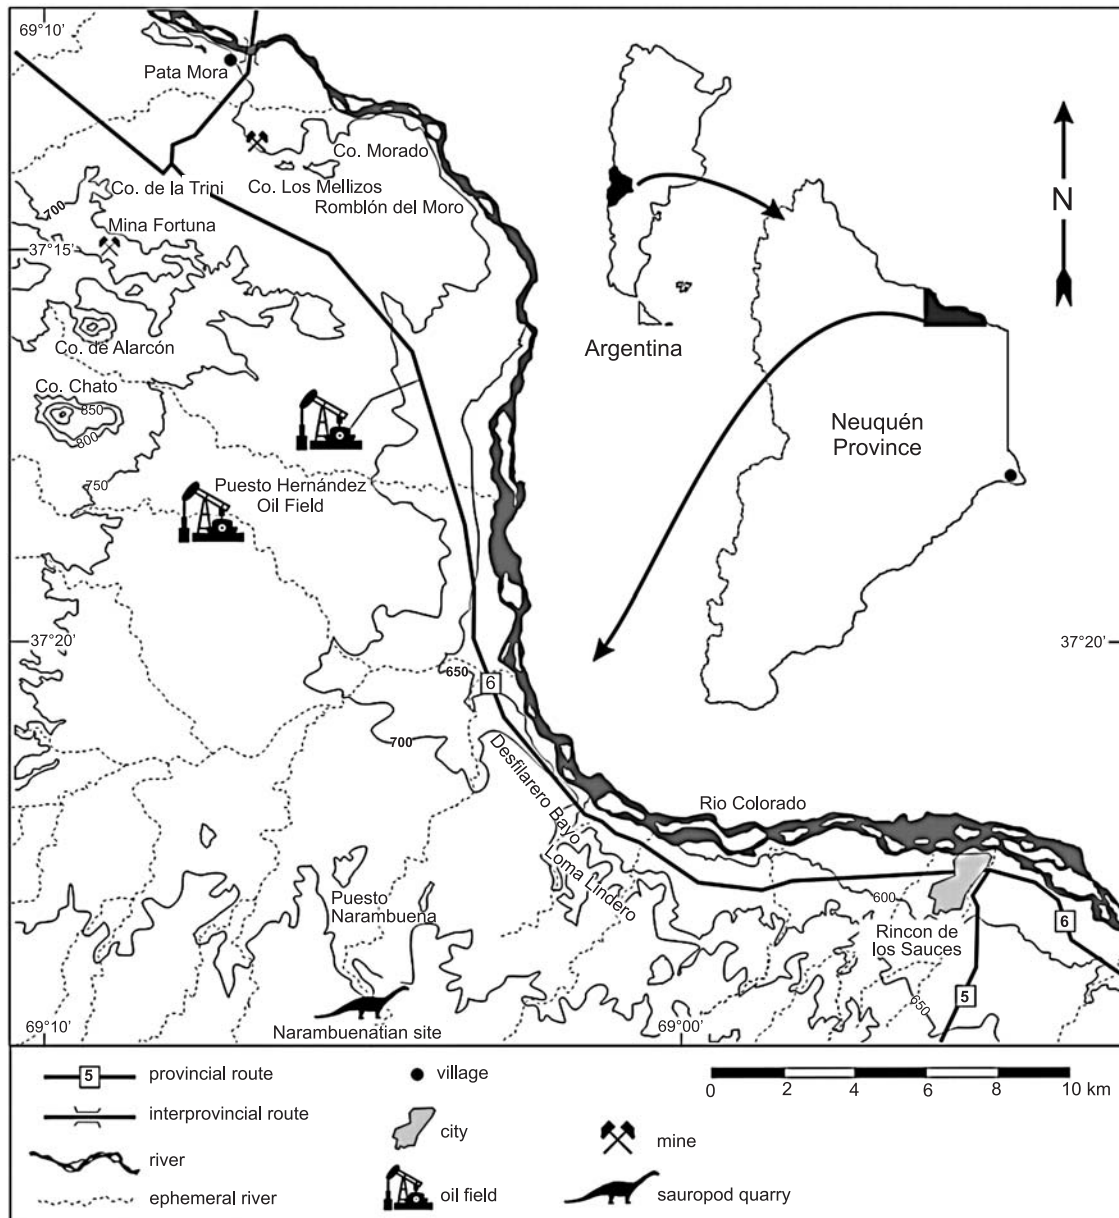 69°10'
Pata Mora
Co. Morado
Co. de la Trini
Co. Los Mellizos
Romblón del Moro
700
Mina Fortuna
37°15'
N
Co. de Alarcón
Argentina
Co. Chato
850
800
Neuquén
Province
750
Puesto Hernández
Oil Field
37°20'
37°20'
650
6
700
Desfilarero Bayo
Rio Colorado
Loma Lindero
Puesto
Narambuena
600
Rincon de
los Sauces
6
650
5
Narambuenatian site
69°10'
69°00'
5 provincial route
interprovincial route
river
ephemeral river
village
city
oil field
mine
sauropod quarry
0 2 4 6 8 10 km